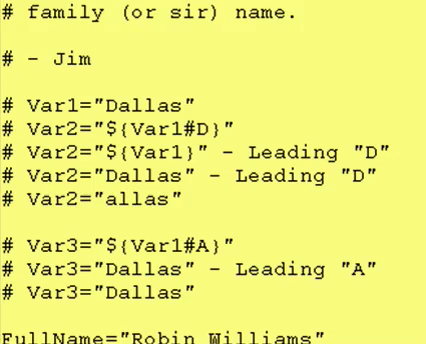 # family (or sir) name.
# - Jim
# Var1="Dallas"
# Var2="${Var1#D}"
# Var2="${Var1}" - Leading "D"
# Var2="Dallas" - Leading "D"
# Var2="allas"
# Var3="${Var1#A}"
# Var3="Dallas" - Leading "A"
# Var3="Dallas"
FullName="Robin Williams"